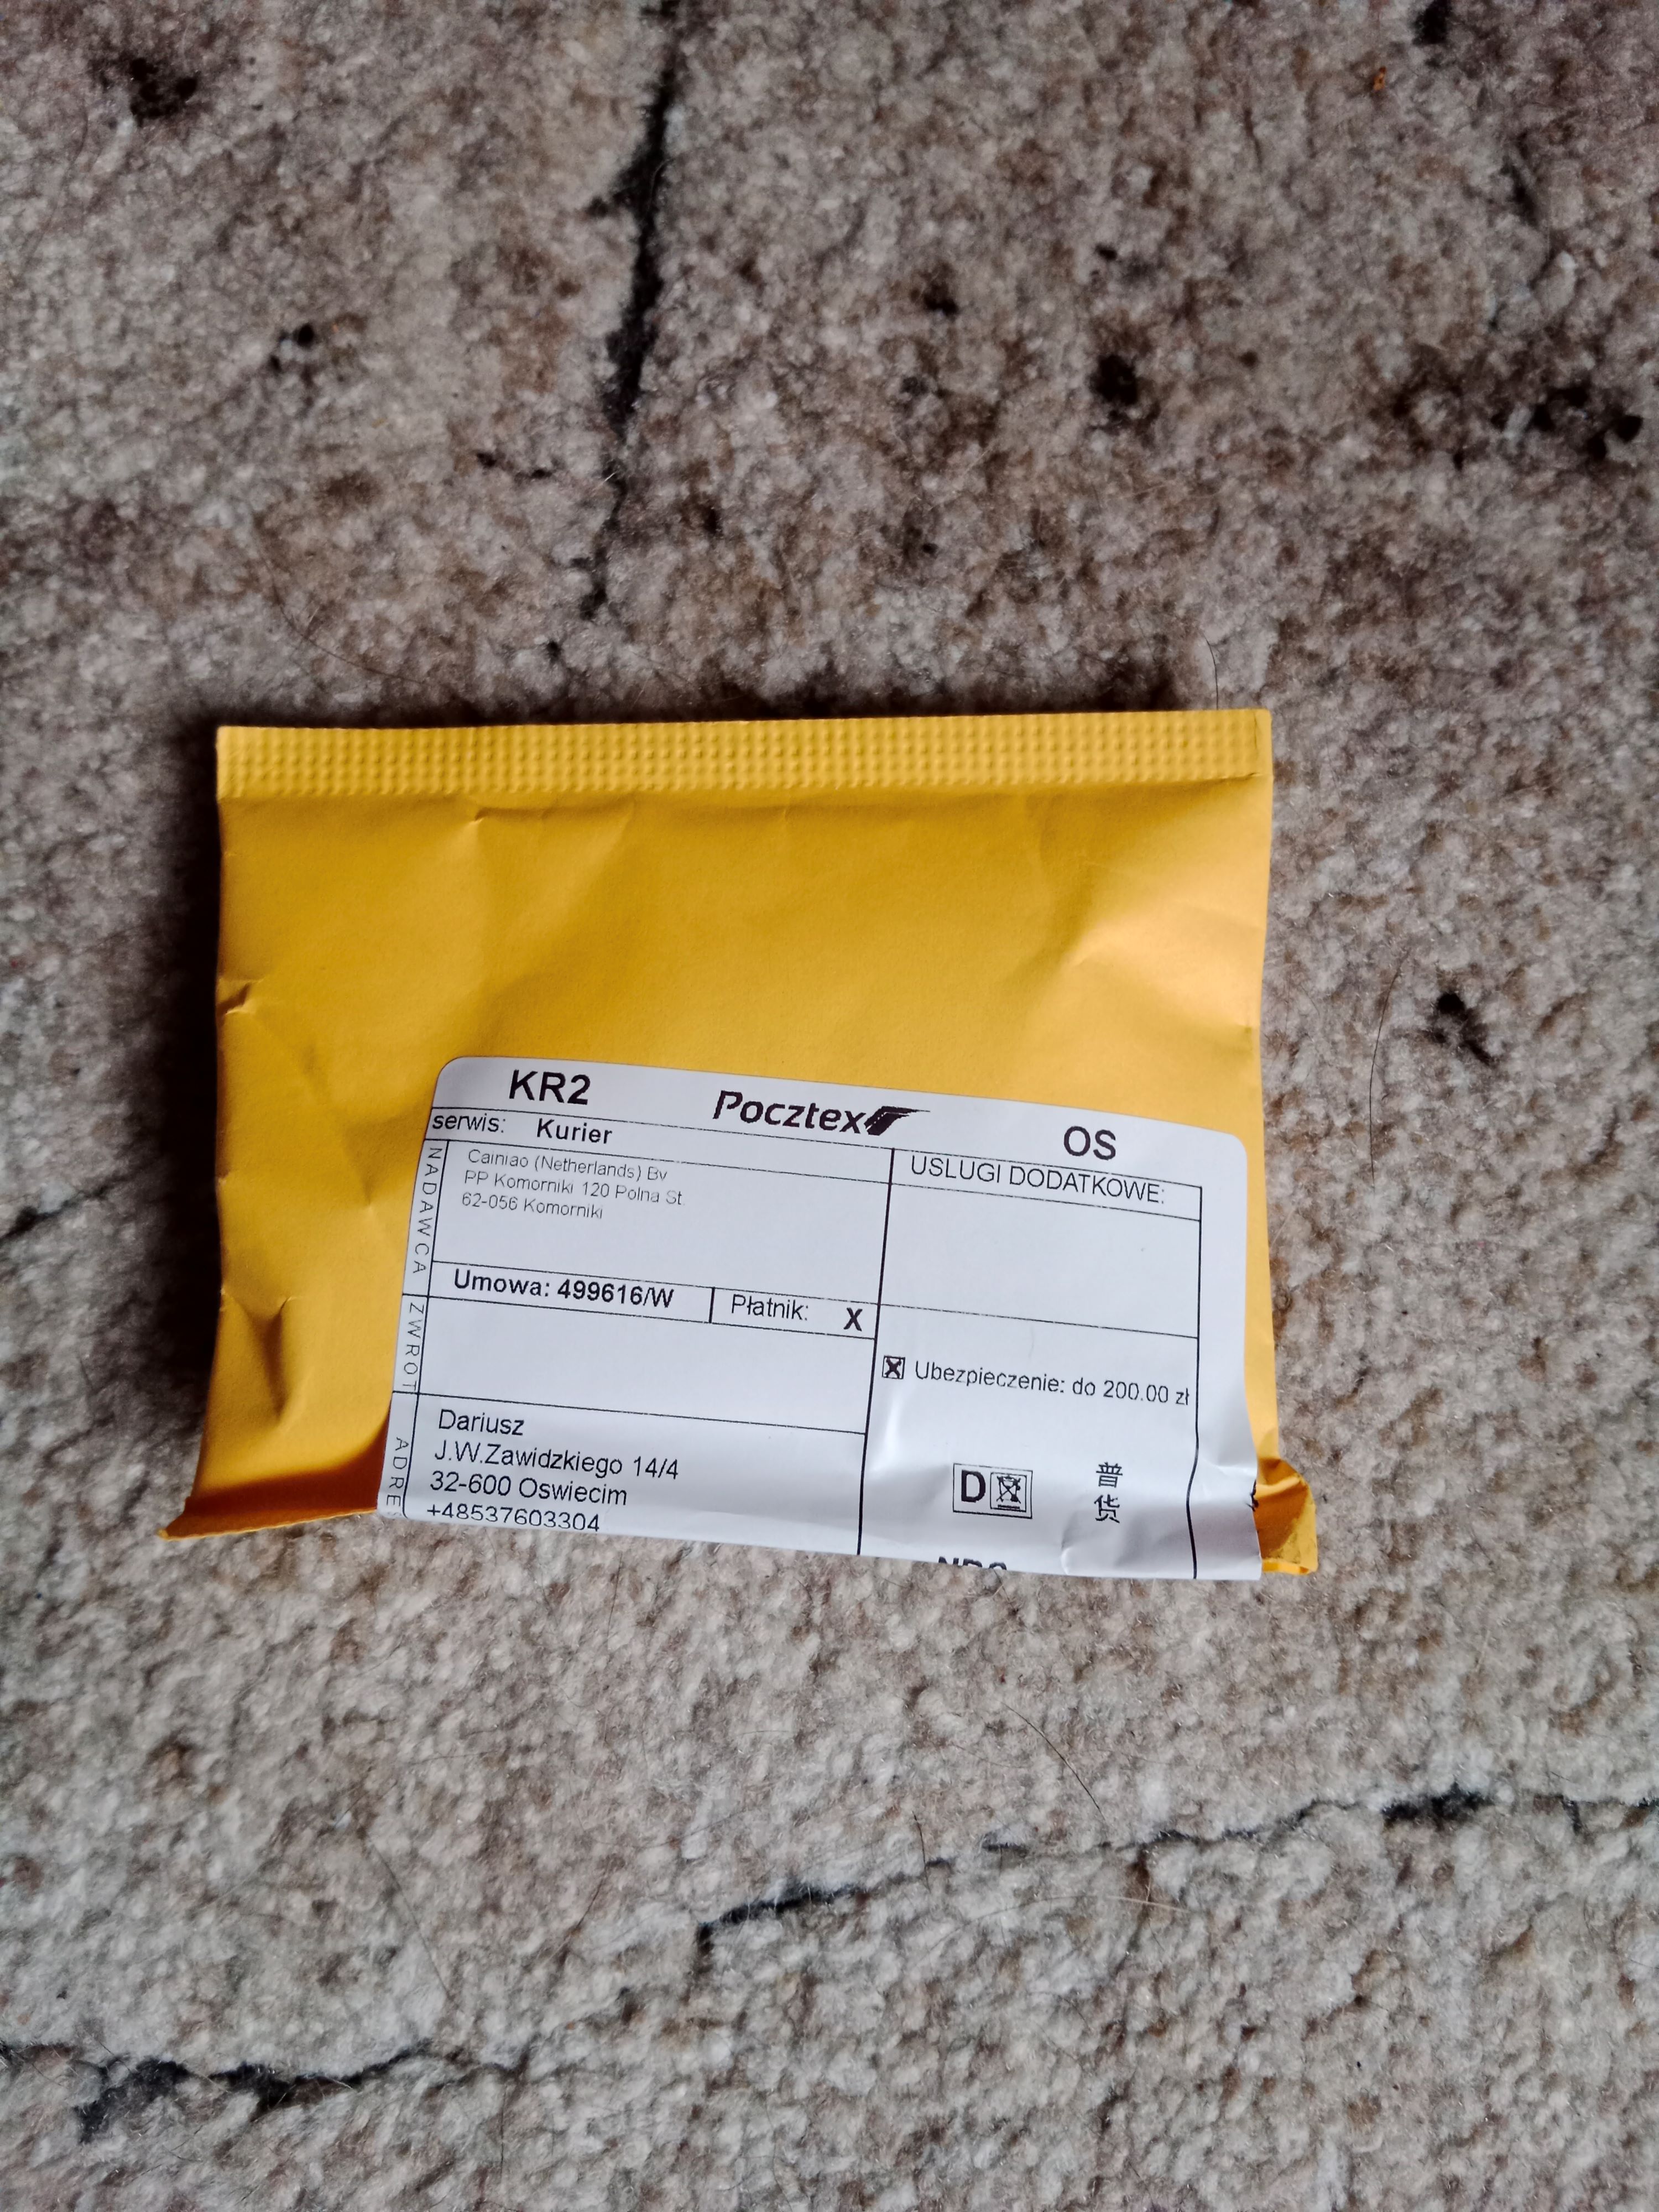 KR2 Pocztex OS
serwis: Kurier
USLUGI DODATKOWE:
NADAWCA
Cainiao (Netherlands) Bv
PP Komorniki 120 Polna St.
62-056 Komorniki
Umowa: 499616/W Płatnik: X
ZWROT
Ubezpieczenie: do 200.00 zł
ADRE
Dariusz
J.W.Zawidzkiego 14/4
32-600 Oswiecim
+48537603304
D
普
货